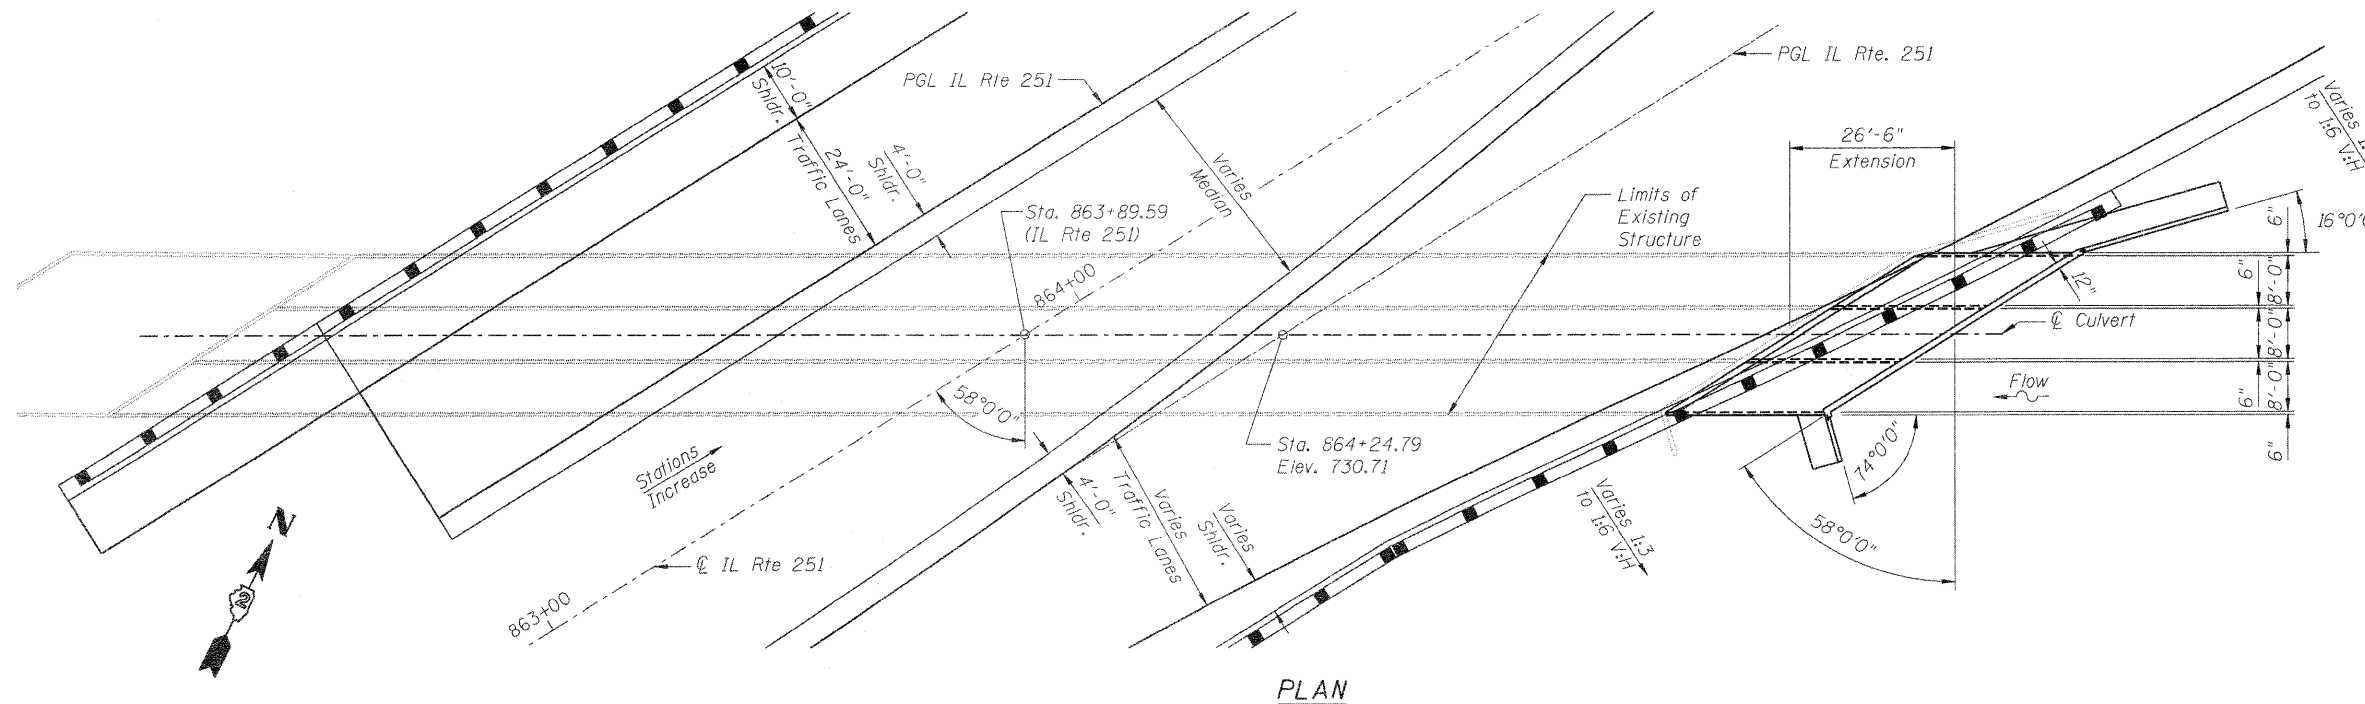 10'-0"
Shldr.
24'-0"
Traffic Lanes
4'-0"
Shldr.
PGL IL Rte 251
Varies
Median
PGL IL Rte. 251
26'-6"
Extension
Varies 1:
to 1:6 V:H
Limits of
Existing
Structure
Sta. 863+89.59
(IL Rte 251)
864+00
16°0'0
6"
12"
6"
8'-0"
℄ Culvert
8'-0"
6"
8'-0"
6"
Flow
58°0'0"
Sta. 864+24.79
Elev. 730.71
74°0'0"
58°0'0"
Stations
Increase
4'-0"
Shldr.
Varies
Traffic Lanes
Varies
Shldr.
Varies 1:3
to 1:6 V:H
℄ IL Rte 251
863+00
N
2
PLAN